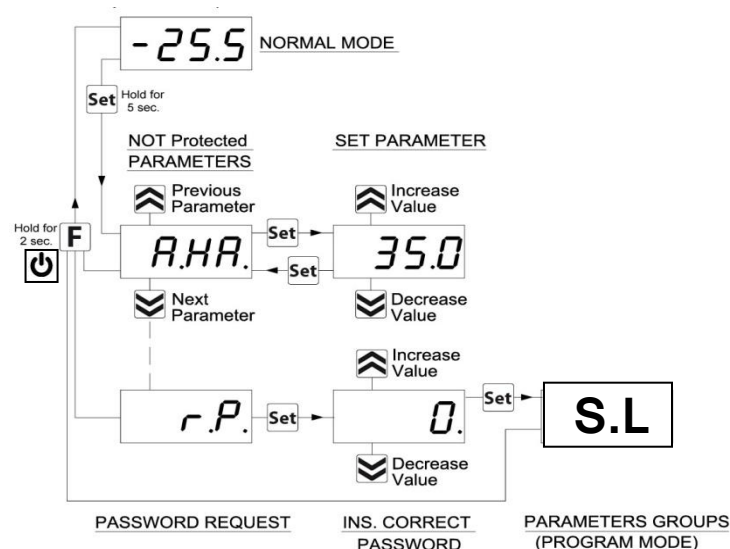 -25.5 NORMAL MODE
Set Hold for
5 sec.
NOT Protected
PARAMETERS
SET PARAMETER
Previous
Parameter
Increase
Value
Hold for
2 sec.
F
A.HA.
Set
Set
35.0
Next
Parameter
Decrease
Value
Increase
Value
r.P.
Set
0.
Set
S.L
Decrease
Value
PASSWORD REQUEST
INS. CORRECT
PASSWORD
PARAMETERS GROUPS
(PROGRAM MODE)